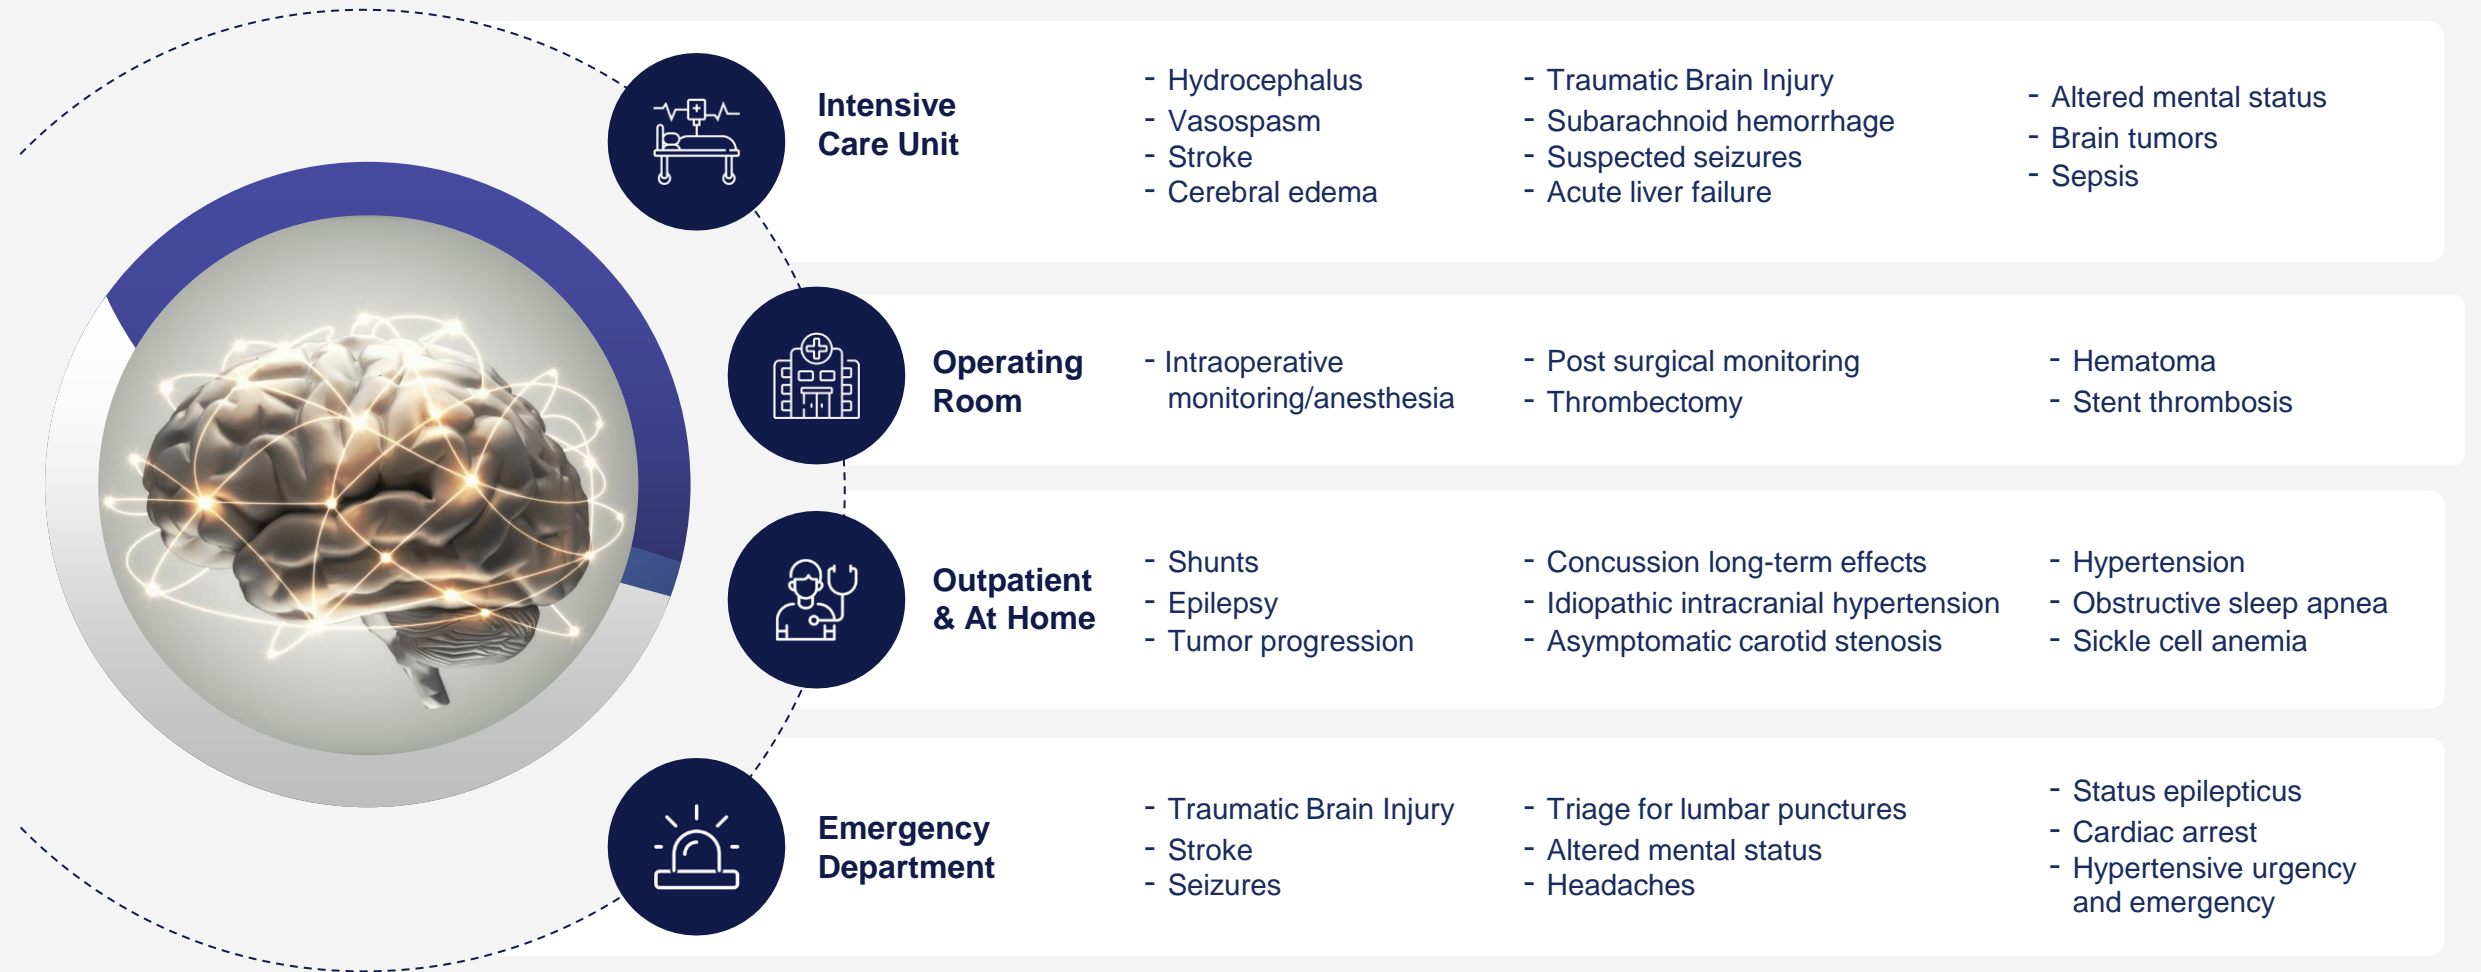 Intensive
Care Unit
- Hydrocephalus
- Vasospasm
- Stroke
- Cerebral edema
- Traumatic Brain Injury
- Subarachnoid hemorrhage
- Suspected seizures
- Acute liver failure
- Altered mental status
- Brain tumors
- Sepsis
Operating
Room
- Intraoperative
monitoring/anesthesia
- Post surgical monitoring
- Thrombectomy
- Hematoma
- Stent thrombosis
Outpatient
& At Home
- Shunts
- Epilepsy
- Tumor progression
- Concussion long-term effects
- Idiopathic intracranial hypertension
- Asymptomatic carotid stenosis
- Hypertension
- Obstructive sleep apnea
- Sickle cell anemia
Emergency
Department
- Traumatic Brain Injury
- Stroke
- Seizures
- Triage for lumbar punctures
- Altered mental status
- Headaches
- Status epilepticus
- Cardiac arrest
- Hypertensive urgency
and emergency